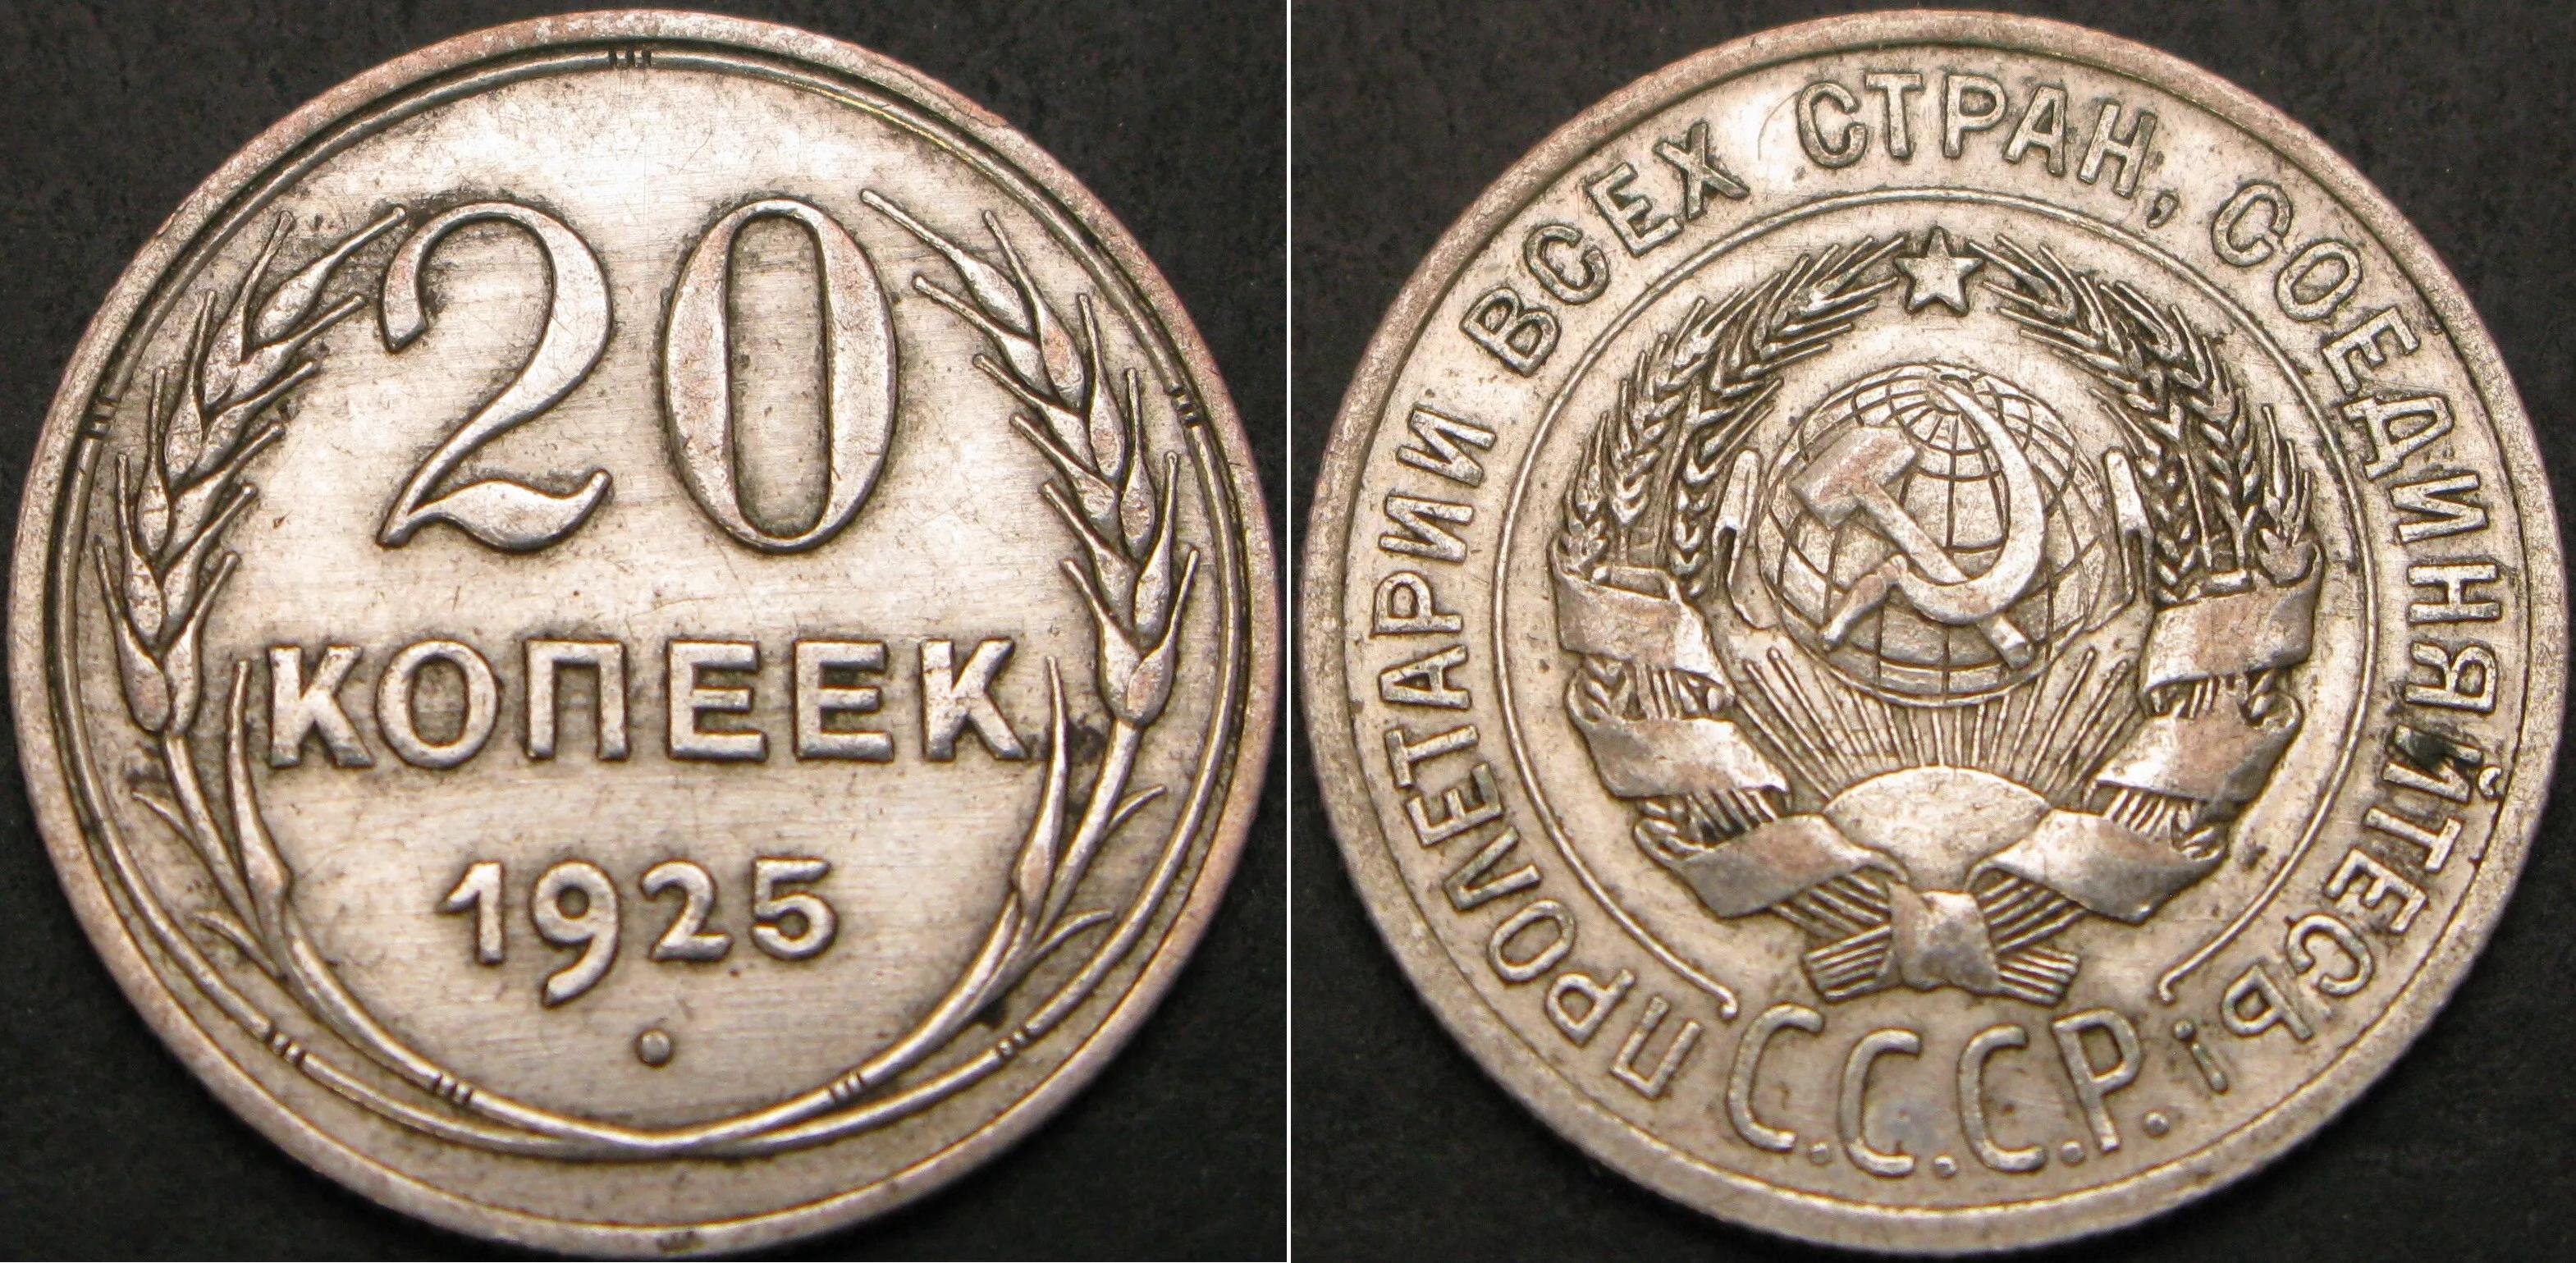 20
КОПЕЕК
1925
ПРОЛЕТАРИИ ВСЕХ СТРАН, СОЕДИНЯЙТЕСЬ!
С.С.С.Р.